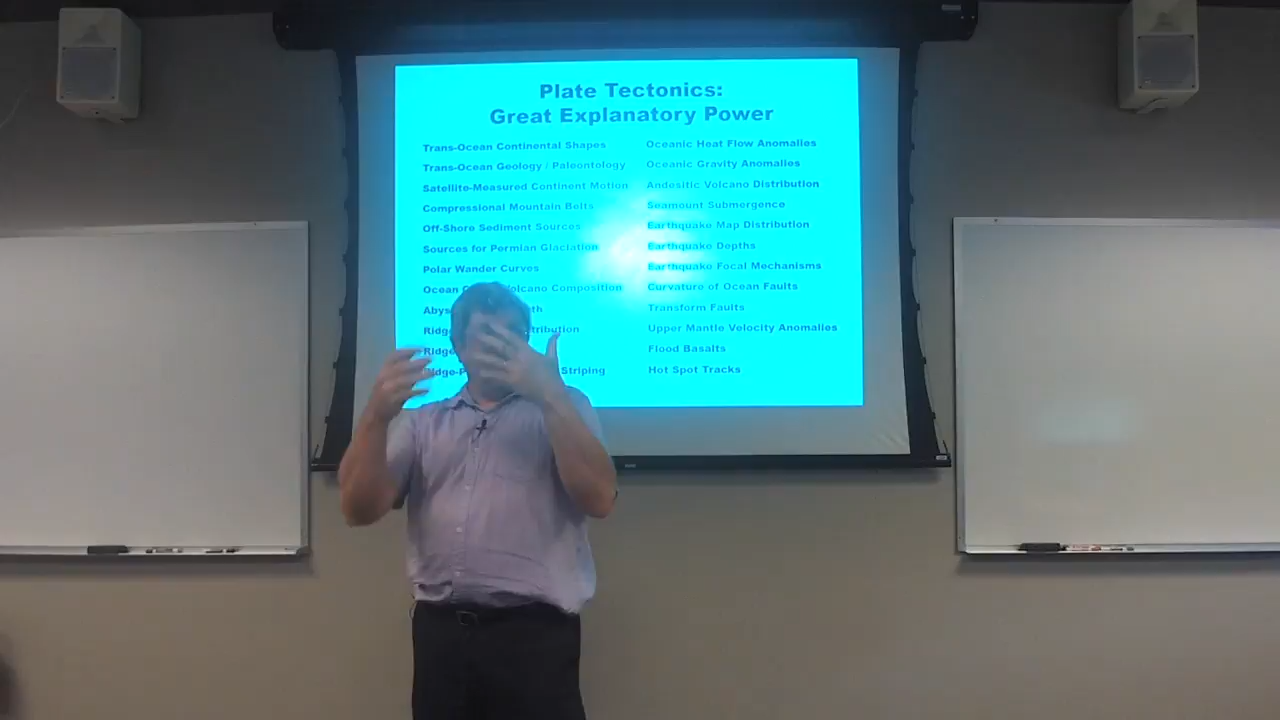 Plate Tectonics:
Great Explanatory Power
Trans-Ocean Continental Shapes
Trans-Ocean Geology / Paleontology
Satellite-Measured Continent Motion
Compressional Mountain Belts
Off-Shore Sediment Sources
Sources for Permian Glaciation
Polar Wander Curves
Ocean Volcano Composition
Striping
Oceanic Heat Flow Anomalies
Oceanic Gravity Anomalies
Andesitic Volcano Distribution
Seamount Submergence
Earthquake Map Distribution
Earthquake Depths
Earthquake Focal Mechanisms
Curvature of Ocean Faults
Transform Faults
Upper Mantle Velocity Anomalies
Flood Basalts
Hot Spot Tracks